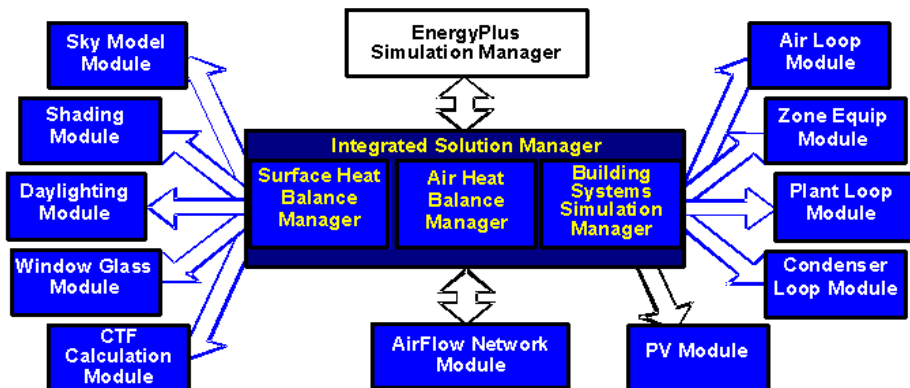 Sky Model
Module
EnergyPlus
Simulation Manager
Air Loop
Module
Shading
Module
Zone Equip
Module
Integrated Solution Manager
Surface Heat
Balance
Manager
Air Heat
Balance
Manager
Building
Systems
Simulation
Manager
Daylighting
Module
Plant Loop
Module
Window Glass
Module
Condenser
Loop Module
CTF
Calculation
Module
AirFlow Network
Module
PV Module